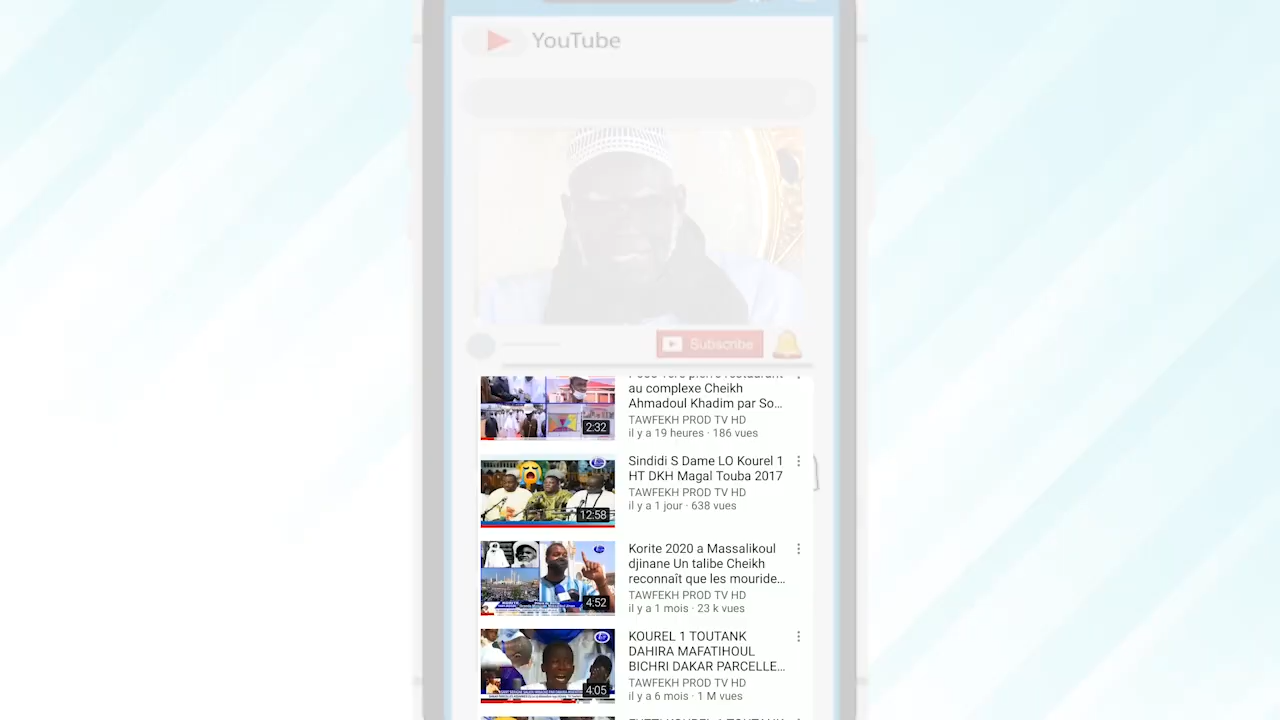 YouTube
Subscribe
au complexe Cheikh
Ahmadoul Khadim par So...
TAWFEKH PROD TV HD
il y a 19 heures · 186 vues
2:32
Sindidi S Dame LO Kourel 1
HT DKH Magal Touba 2017
TAWFEKH PROD TV HD
il y a 1 jour · 638 vues
12:58
Korite 2020 a Massalikoul
djinane Un talibe Cheikh
reconnaît que les mouride...
TAWFEKH PROD TV HD
il y a 1 mois · 23 k vues
4:52
KOUREL 1 TOUTANK
DAHIRA MAFATIHOUL
BICHRI DAKAR PARCELLE...
TAWFEKH PROD TV HD
il y a 6 mois · 1 M vues
4:05